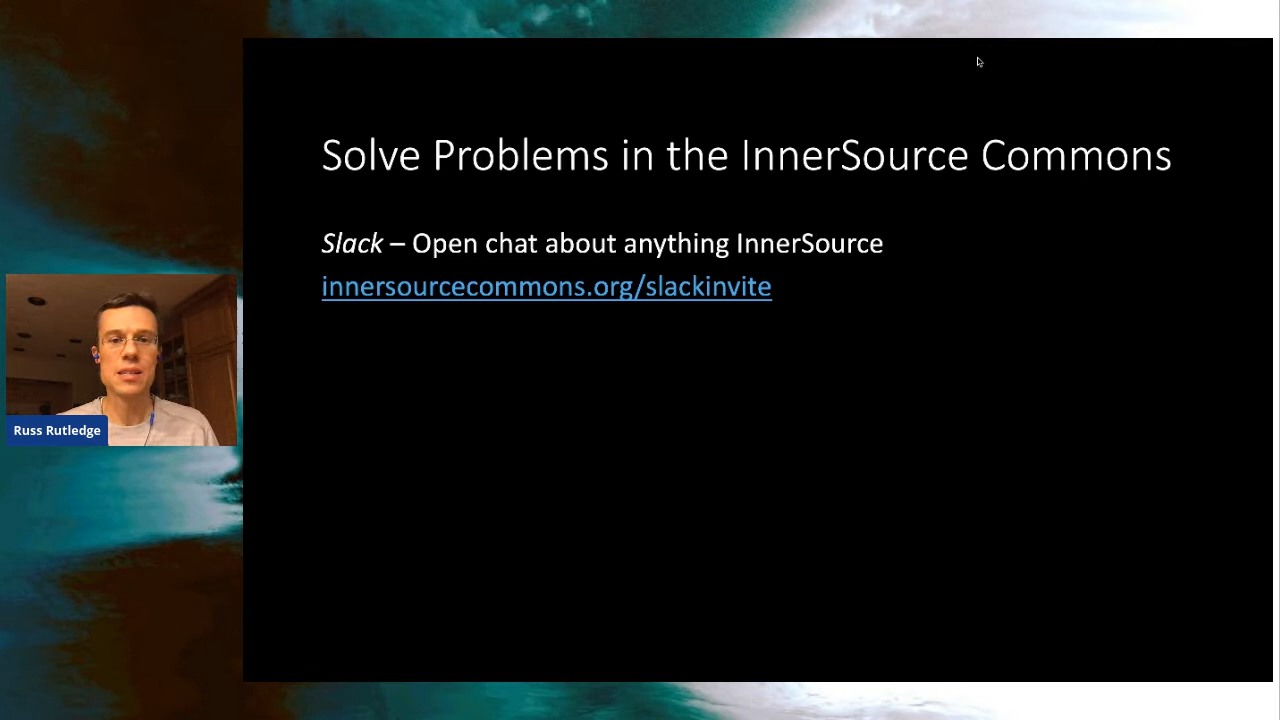 Solve Problems in the InnerSource Commons
Slack – Open chat about anything InnerSource
innersourcecommons.org/slackinvite
Russ Rutledge